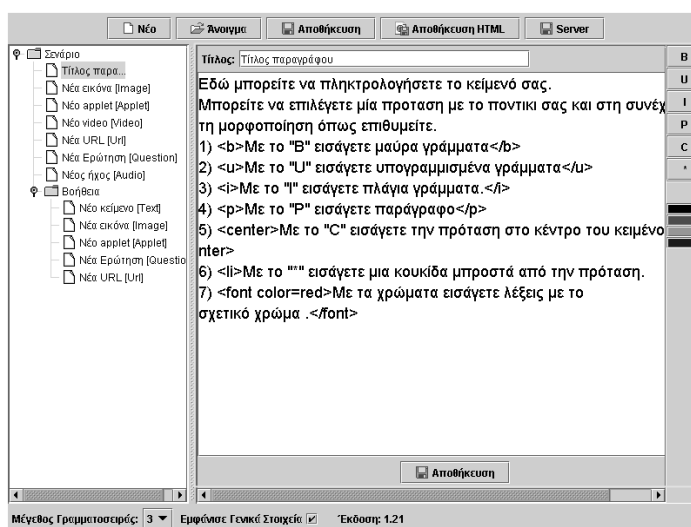 Νέο Άνοιγμα Αποθήκευση Αποθήκευση HTML Server
Σενάριο
Τίτλος παρα...
Νέα εικόνα [Image]
Νέο applet [Applet]
Νέο video [Video]
Νέα URL [Url]
Νέα Ερώτηση [Question]
Νέος ήχος [Audio]
Βοήθεια
Νέο κείμενο [Text]
Νέα εικόνα [Image]
Νέο applet [Applet]
Νέα Ερώτηση [Questio
Νέα URL [Url]
Τίτλος: Τίτλος παραγράφου
Εδώ μπορείτε να πληκτρολογήσετε το κείμενό σας.
Μπορείτε να επιλέγετε μία προταση με το ποντικι σας και στη συνέχ
τη μορφοποίηση όπως επιθυμείτε.
1) <b>Με το "B" εισάγετε μαύρα γράμματα</b>
2) <u>Με το "U" εισάγετε υπογραμμισμένα γράμματα</u>
3) <i>Με το "I" εισάγετε πλάγια γράμματα.</i>
4) <p>Με το "P" εισάγετε παράγραφο</p>
5) <center>Με το "C" εισάγετε την πρόταση στο κέντρο του κειμένο
nter>
6) <li>Με το "*" εισάγετε μια κουκίδα μπροστά από την πρόταση.
7) <font color=red>Με τα χρώματα εισάγετε λέξεις με το
σχετικό χρώμα .</font>
B
U
I
P
C
*
Αποθήκευση
Μέγεθος Γραμματοσειράς: 3 Εμφάνισε Γενικά Στοιχεία Έκδοση: 1.21